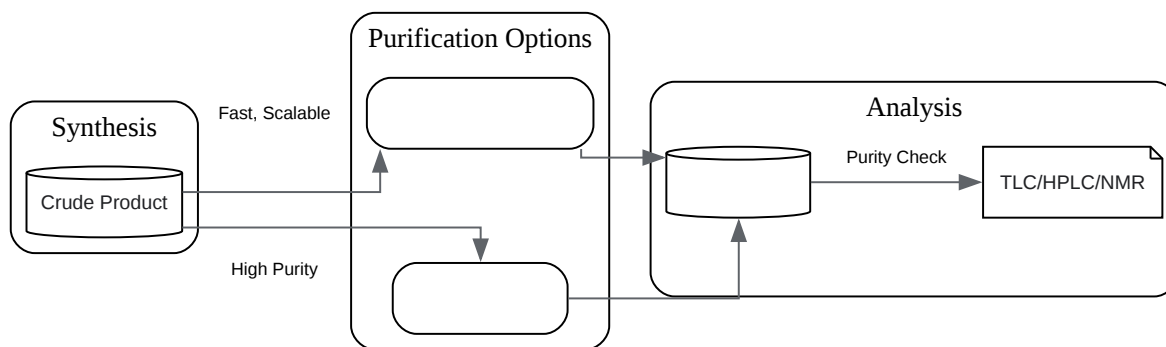 Purification Options
Synthesis
Fast, Scalable
Analysis
Crude Product
Purity Check
TLC/HPLC/NMR
High Purity